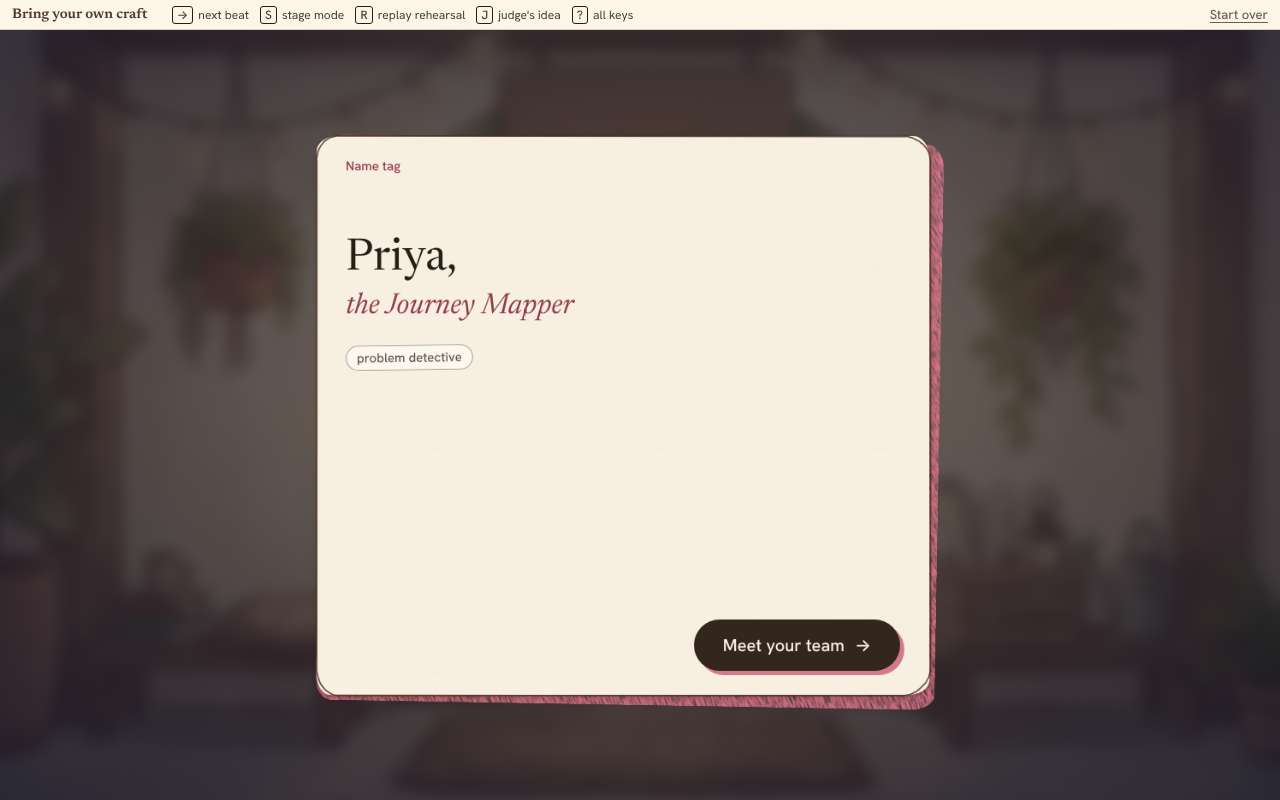 Bring your own craft → next beat S stage mode R replay rehearsal J judge's idea ? all keys Start over
Name tag
Priya,
the Journey Mapper
problem detective
Meet your team →